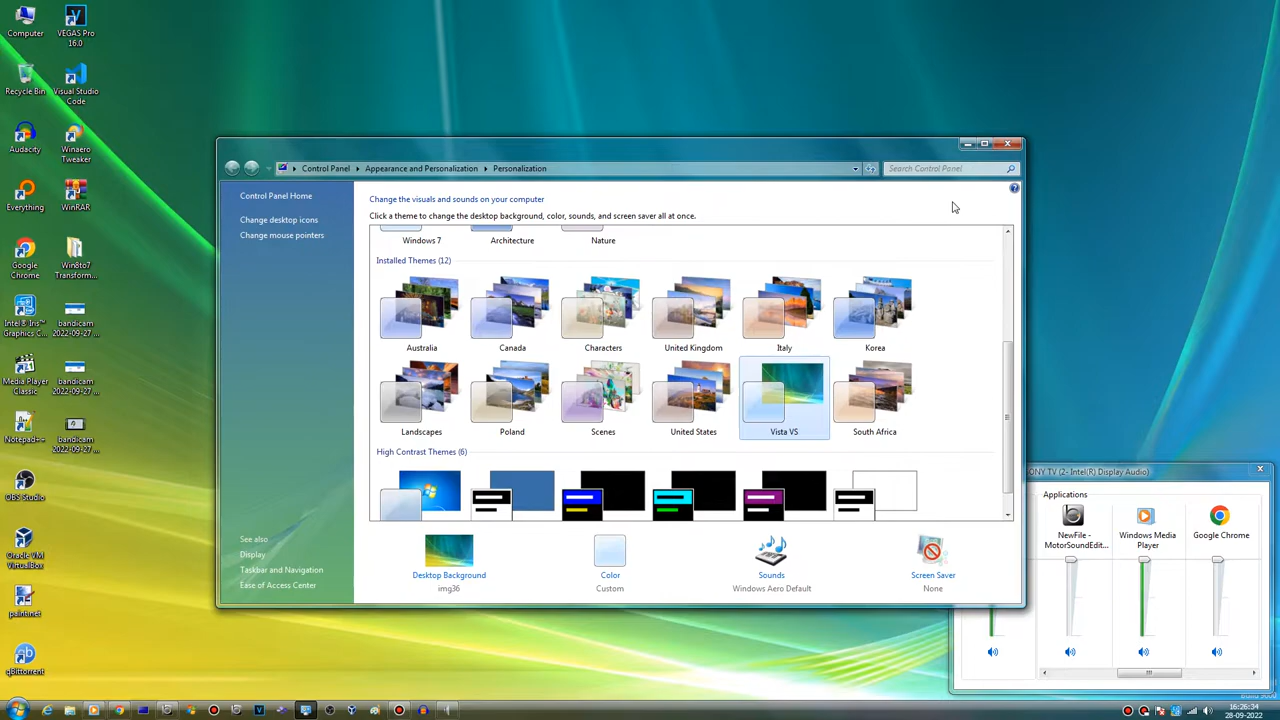 Computer
VEGAS Pro
16.0
Recycle Bin
Visual Studio
Code
Audacity
Winaero
Tweaker
Everything
WinRAR
Google
Chrome
Win8to7
Transform...
Intel® Iris™
Graphics C...
bandicam
2022-09-27 ...
Media Player
Classic
bandicam
2022-09-27 ...
Notepad++
bandicam
2022-09-27 ...
OBS Studio
Oracle VM
VirtualBox
paint.net
qBittorrent
Control Panel
Appearance and Personalization
Personalization
Search Control Panel
Control Panel Home
Change desktop icons
Change mouse pointers
See also
Display
Taskbar and Navigation
Ease of Access Center
Change the visuals and sounds on your computer
Click a theme to change the desktop background, color, sounds, and screen saver all at once.
Windows 7
Architecture
Nature
Installed Themes (12)
Australia
Canada
Characters
United Kingdom
Italy
Korea
Landscapes
Poland
Scenes
United States
Vista VS
South Africa
High Contrast Themes (6)
Desktop Background
img36
Color
Custom
Sounds
Windows Aero Default
Screen Saver
None
ONY TV (2- Intel(R) Display Audio)
Applications
NewFile -
MotorSoundEdit...
Windows Media
Player
Google Chrome
16:26:34
28-09-2022